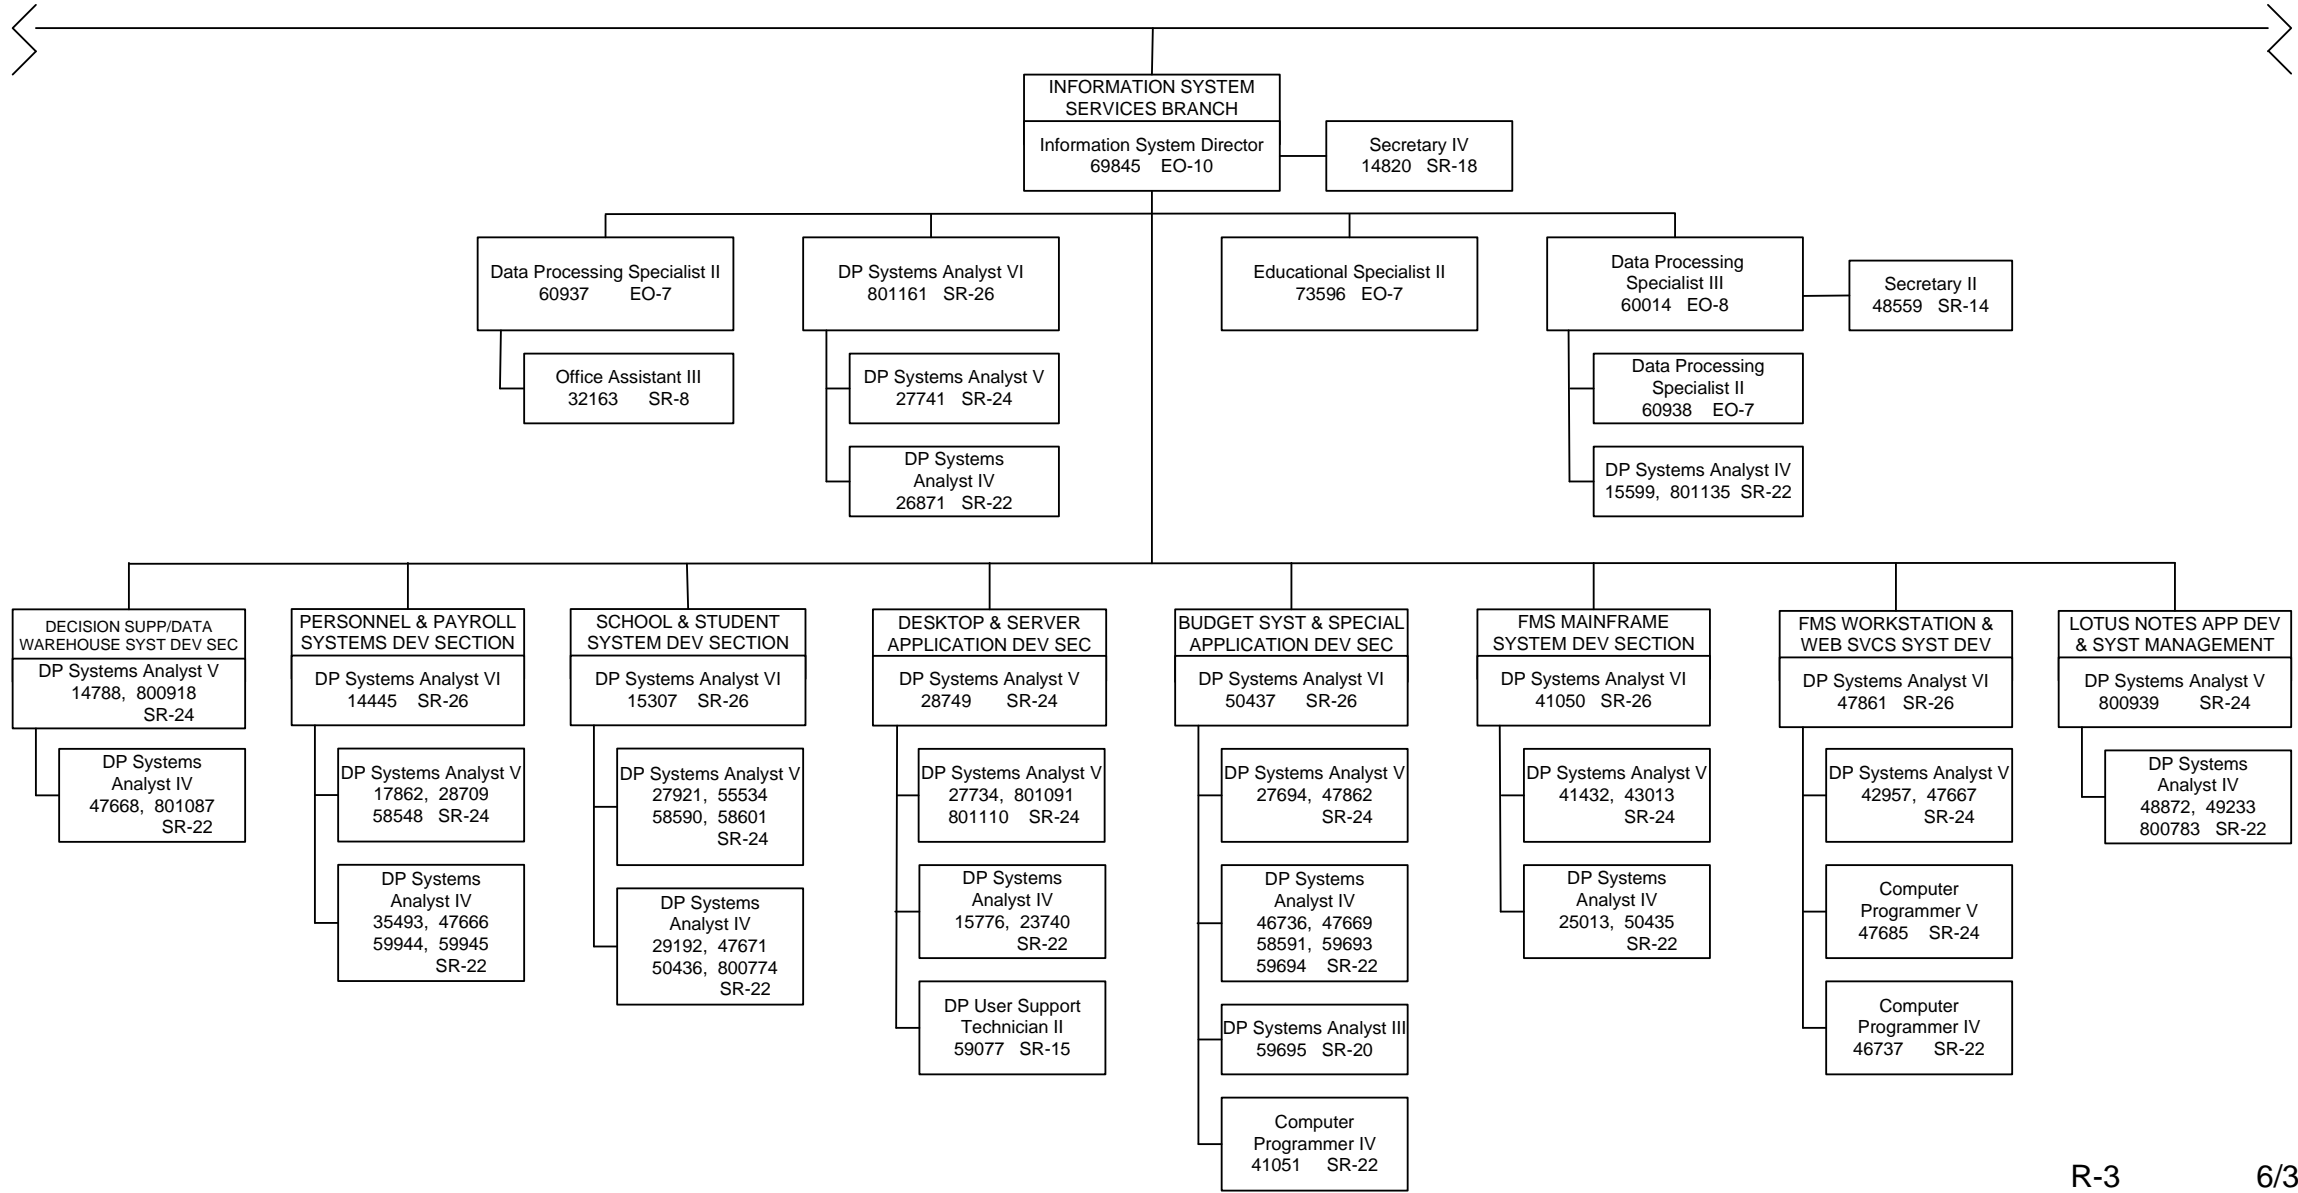 INFORMATION SYSTEM
SERVICES BRANCH
Information System Director
69845 EO-10
Secretary IV
14820 SR-18
Data Processing Specialist II
60937 EO-7
Office Assistant III
32163 SR-8
DP Systems Analyst VI
801161 SR-26
DP Systems Analyst V
27741 SR-24
DP Systems
Analyst IV
26871 SR-22
Educational Specialist II
73596 EO-7
Data Processing
Specialist III
60014 EO-8
Secretary II
48559 SR-14
Data Processing
Specialist II
60938 EO-7
DP Systems Analyst IV
15599, 801135 SR-22
DECISION SUPP/DATA
WAREHOUSE SYST DEV SEC
DP Systems Analyst V
14788, 800918
SR-24
DP Systems
Analyst IV
47668, 801087
SR-22
PERSONNEL & PAYROLL
SYSTEMS DEV SECTION
DP Systems Analyst VI
14445 SR-26
DP Systems Analyst V
17862, 28709
58548 SR-24
DP Systems
Analyst IV
35493, 47666
59944, 59945
SR-22
SCHOOL & STUDENT
SYSTEM DEV SECTION
DP Systems Analyst VI
15307 SR-26
DP Systems Analyst V
27921, 55534
58590, 58601
SR-24
DP Systems
Analyst IV
29192, 47671
50436, 800774
SR-22
DESKTOP & SERVER
APPLICATION DEV SEC
DP Systems Analyst V
28749 SR-24
DP Systems Analyst V
27734, 801091
801110 SR-24
DP Systems
Analyst IV
15776, 23740
SR-22
DP User Support
Technician II
59077 SR-15
BUDGET SYST & SPECIAL
APPLICATION DEV SEC
DP Systems Analyst VI
50437 SR-26
DP Systems Analyst V
27694, 47862
SR-24
DP Systems
Analyst IV
46736, 47669
58591, 59693
59694 SR-22
DP Systems Analyst III
59695 SR-20
Computer
Programmer IV
41051 SR-22
FMS MAINFRAME
SYSTEM DEV SECTION
DP Systems Analyst VI
41050 SR-26
DP Systems Analyst V
41432, 43013
SR-24
DP Systems
Analyst IV
25013, 50435
SR-22
FMS WORKSTATION &
WEB SVCS SYST DEV
DP Systems Analyst VI
47861 SR-26
DP Systems Analyst V
42957, 47667
SR-24
Computer
Programmer V
47685 SR-24
Computer
Programmer IV
46737 SR-22
LOTUS NOTES APP DEV
& SYST MANAGEMENT
DP Systems Analyst V
800939 SR-24
DP Systems
Analyst IV
48872, 49233
800783 SR-22
R-3 6/3